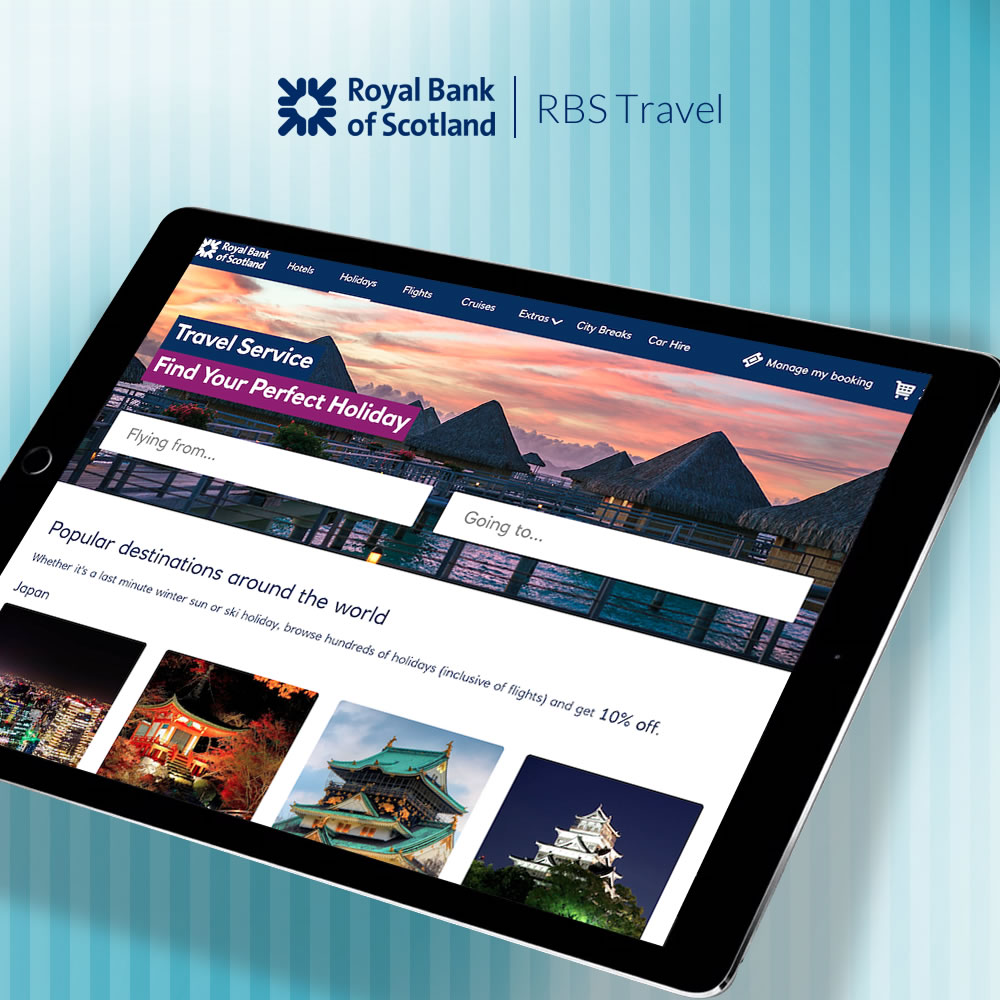 Royal Bank
of Scotland
RBS Travel
Royal Bank
of Scotland
Hotels
Holidays
Flights
Cruises
Extras
City Breaks
Car Hire
Manage my booking
Travel Service
Find Your Perfect Holiday
Flying from...
Going to...
Popular destinations around the world
Whether it's a last minute winter sun or ski holiday, browse hundreds of holidays (inclusive of flights) and get 10% off.
Japan